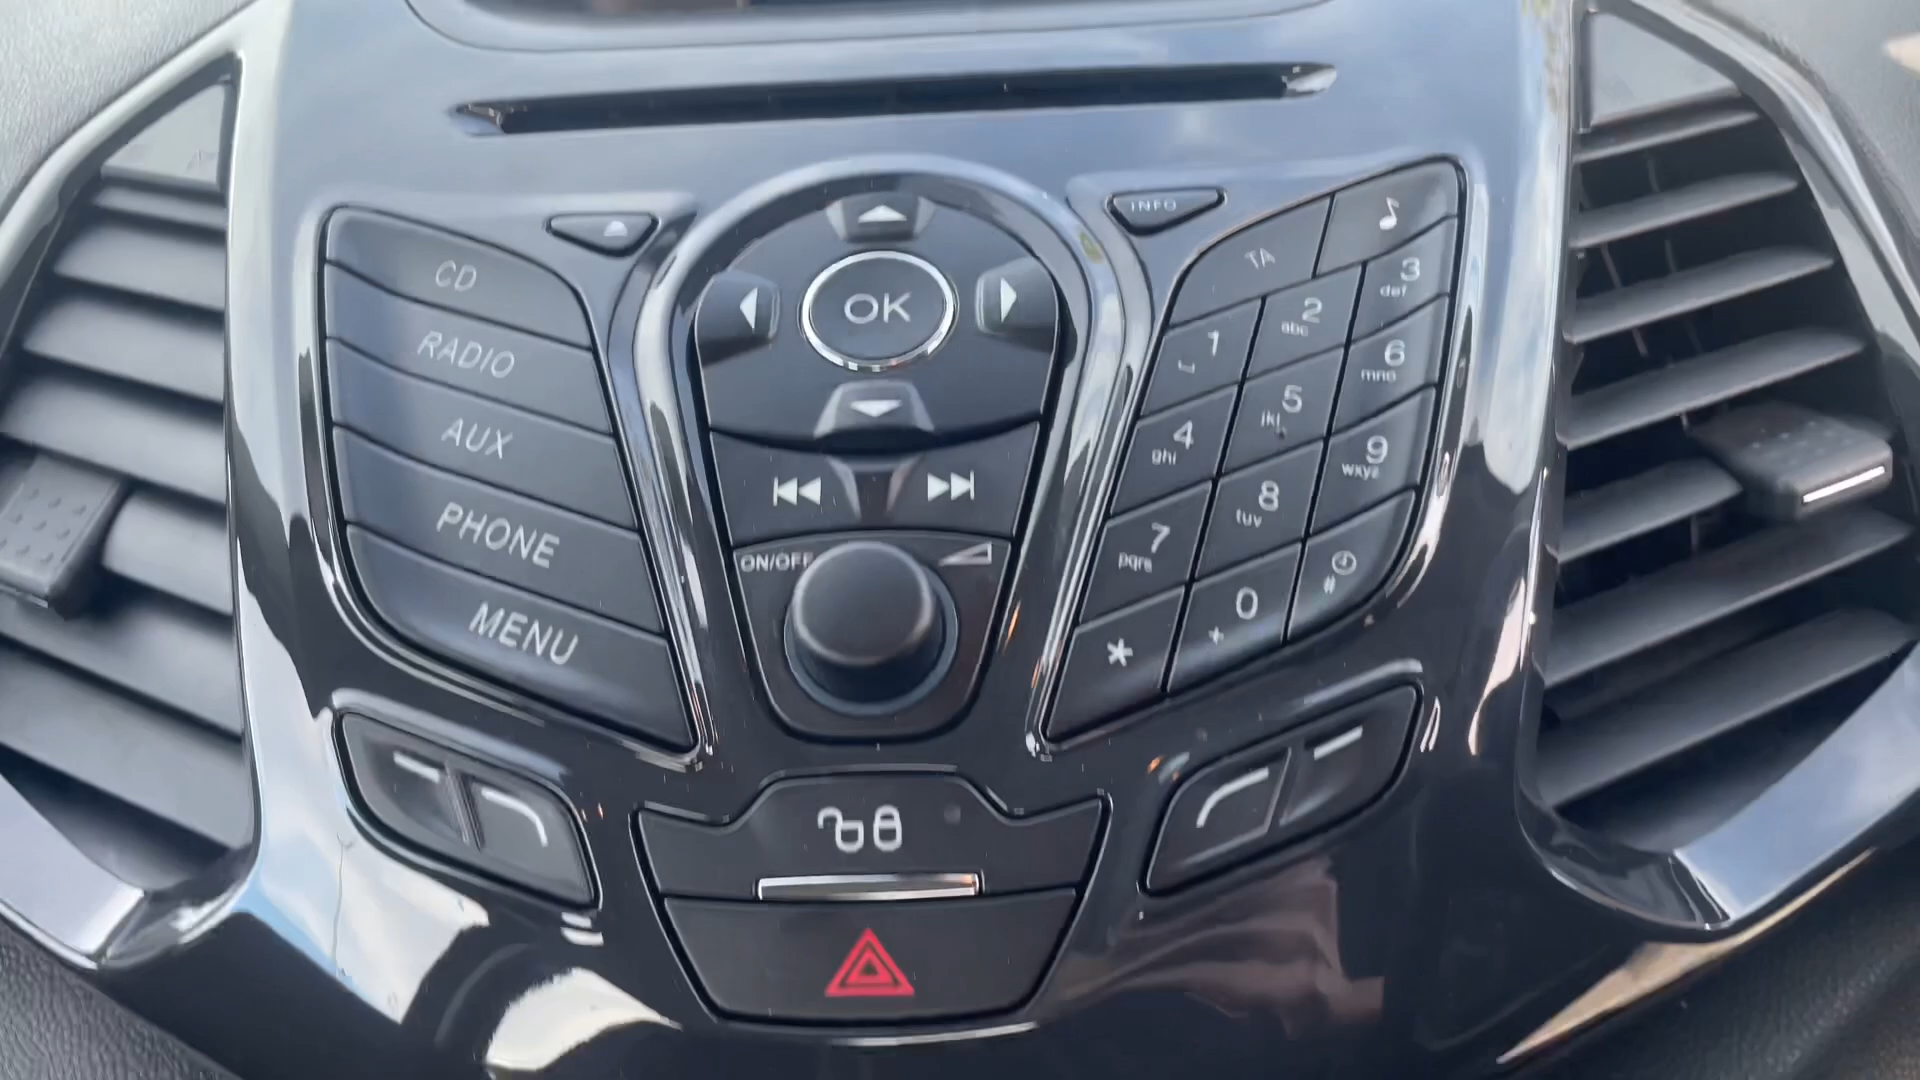 CD
RADIO
AUX
PHONE
MENU
OK
ON/OFF
INFO
TA
1
2
abc
3
def
4
ghi
5
jkl
6
mno
7
pqrs
8
tuv
9
wxyz
*
0
+
#